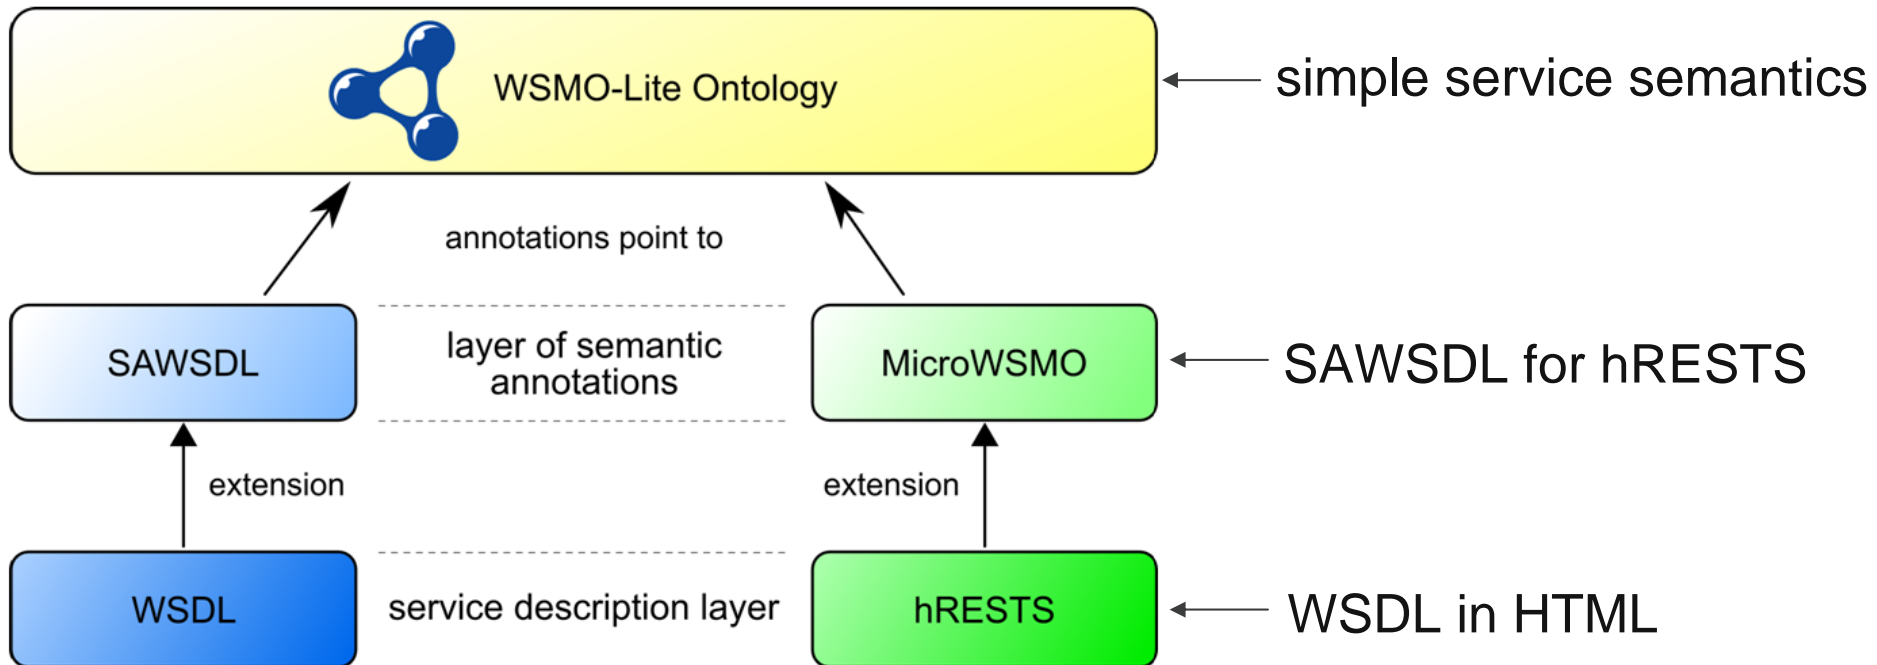 WSMO-Lite Ontology
simple service semantics
annotations point to
SAWSDL
layer of semantic
annotations
MicroWSMO
SAWSDL for hRESTS
extension
extension
WSDL
service description layer
hRESTS
WSDL in HTML